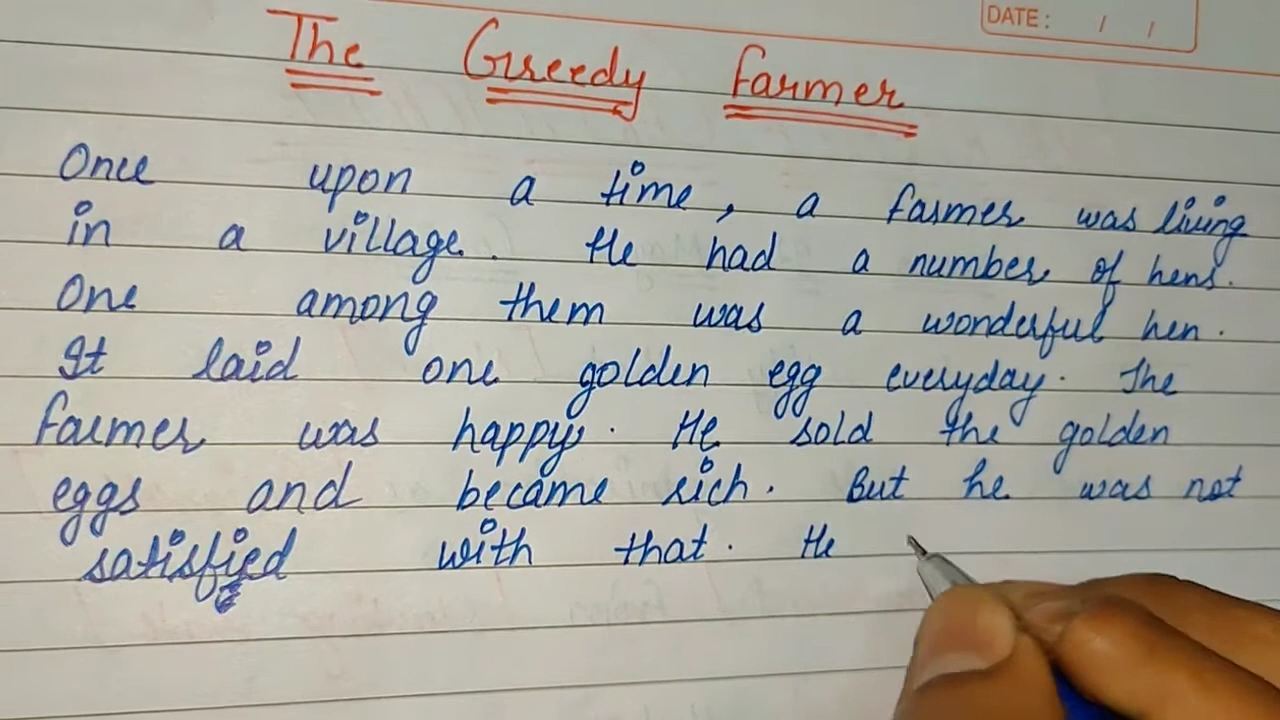 DATE: / /
The Greedy Farmer
Once upon a time, a farmer was living
in a village. He had a number of hens.
One among them was a wonderful hen.
It laid one golden egg everyday. The
farmer was happy. He sold the golden
eggs and became rich. But he was not
satisfied with that. He